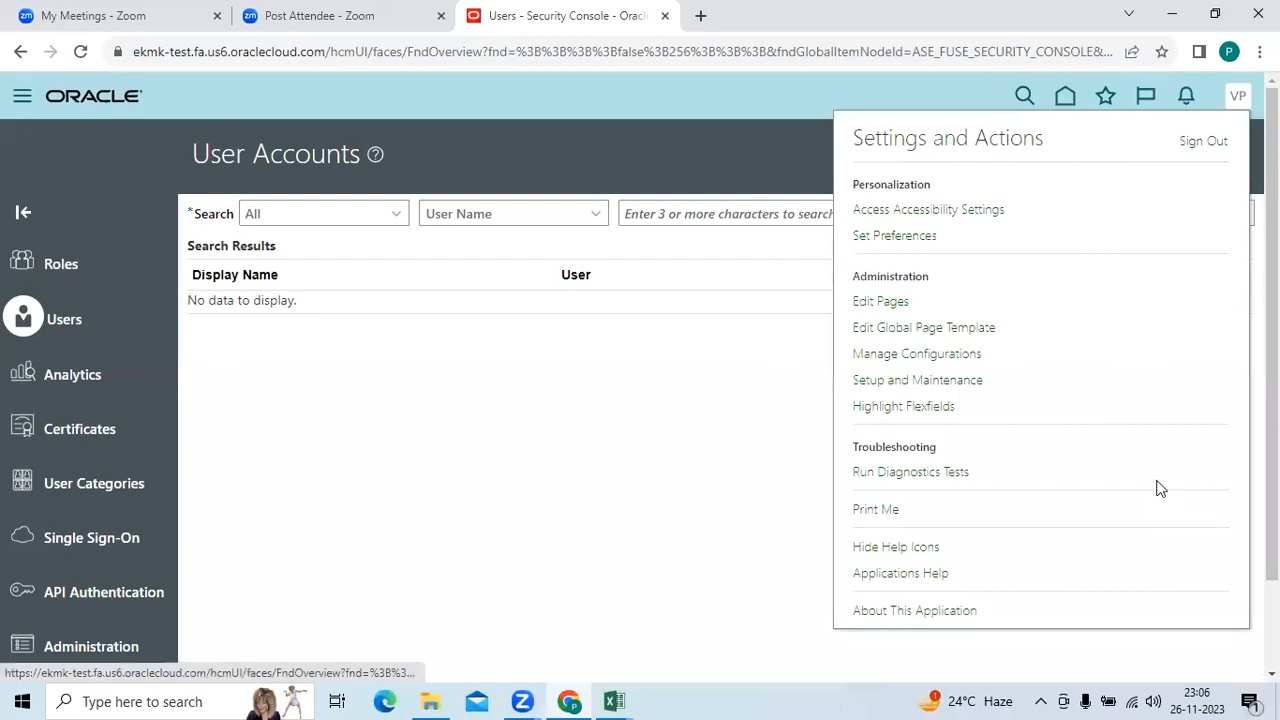 My Meetings - Zoom
Post Attendee - Zoom
Users - Security Console - Oracl
ekmk-test.fa.us6.oraclecloud.com/hcmUI/faces/FndOverview?fnd=%3B%3B%3B%3Bfalse%3B256%3B%3B%3B&fndGlobalItemNodeId=ASE_FUSE_SECURITY_CONSOLE&...
P
ORACLE
VP
Settings and Actions
Sign Out
User Accounts
Personalization
Access Accessibility Settings
Set Preferences
*Search
All
User Name
Enter 3 or more characters to search
Search Results
Display Name
User
No data to display.
Administration
Edit Pages
Edit Global Page Template
Manage Configurations
Setup and Maintenance
Highlight Flexfields
Troubleshooting
Run Diagnostics Tests
Print Me
Hide Help Icons
Applications Help
About This Application
Roles
Users
Analytics
Certificates
User Categories
Single Sign-On
API Authentication
Administration
https://ekmk-test.fa.us6.oraclecloud.com/hcmUI/faces/FndOverview?fnd=%3B%3...
Type here to search
1
24°C Haze
23:06
26-11-2023
1